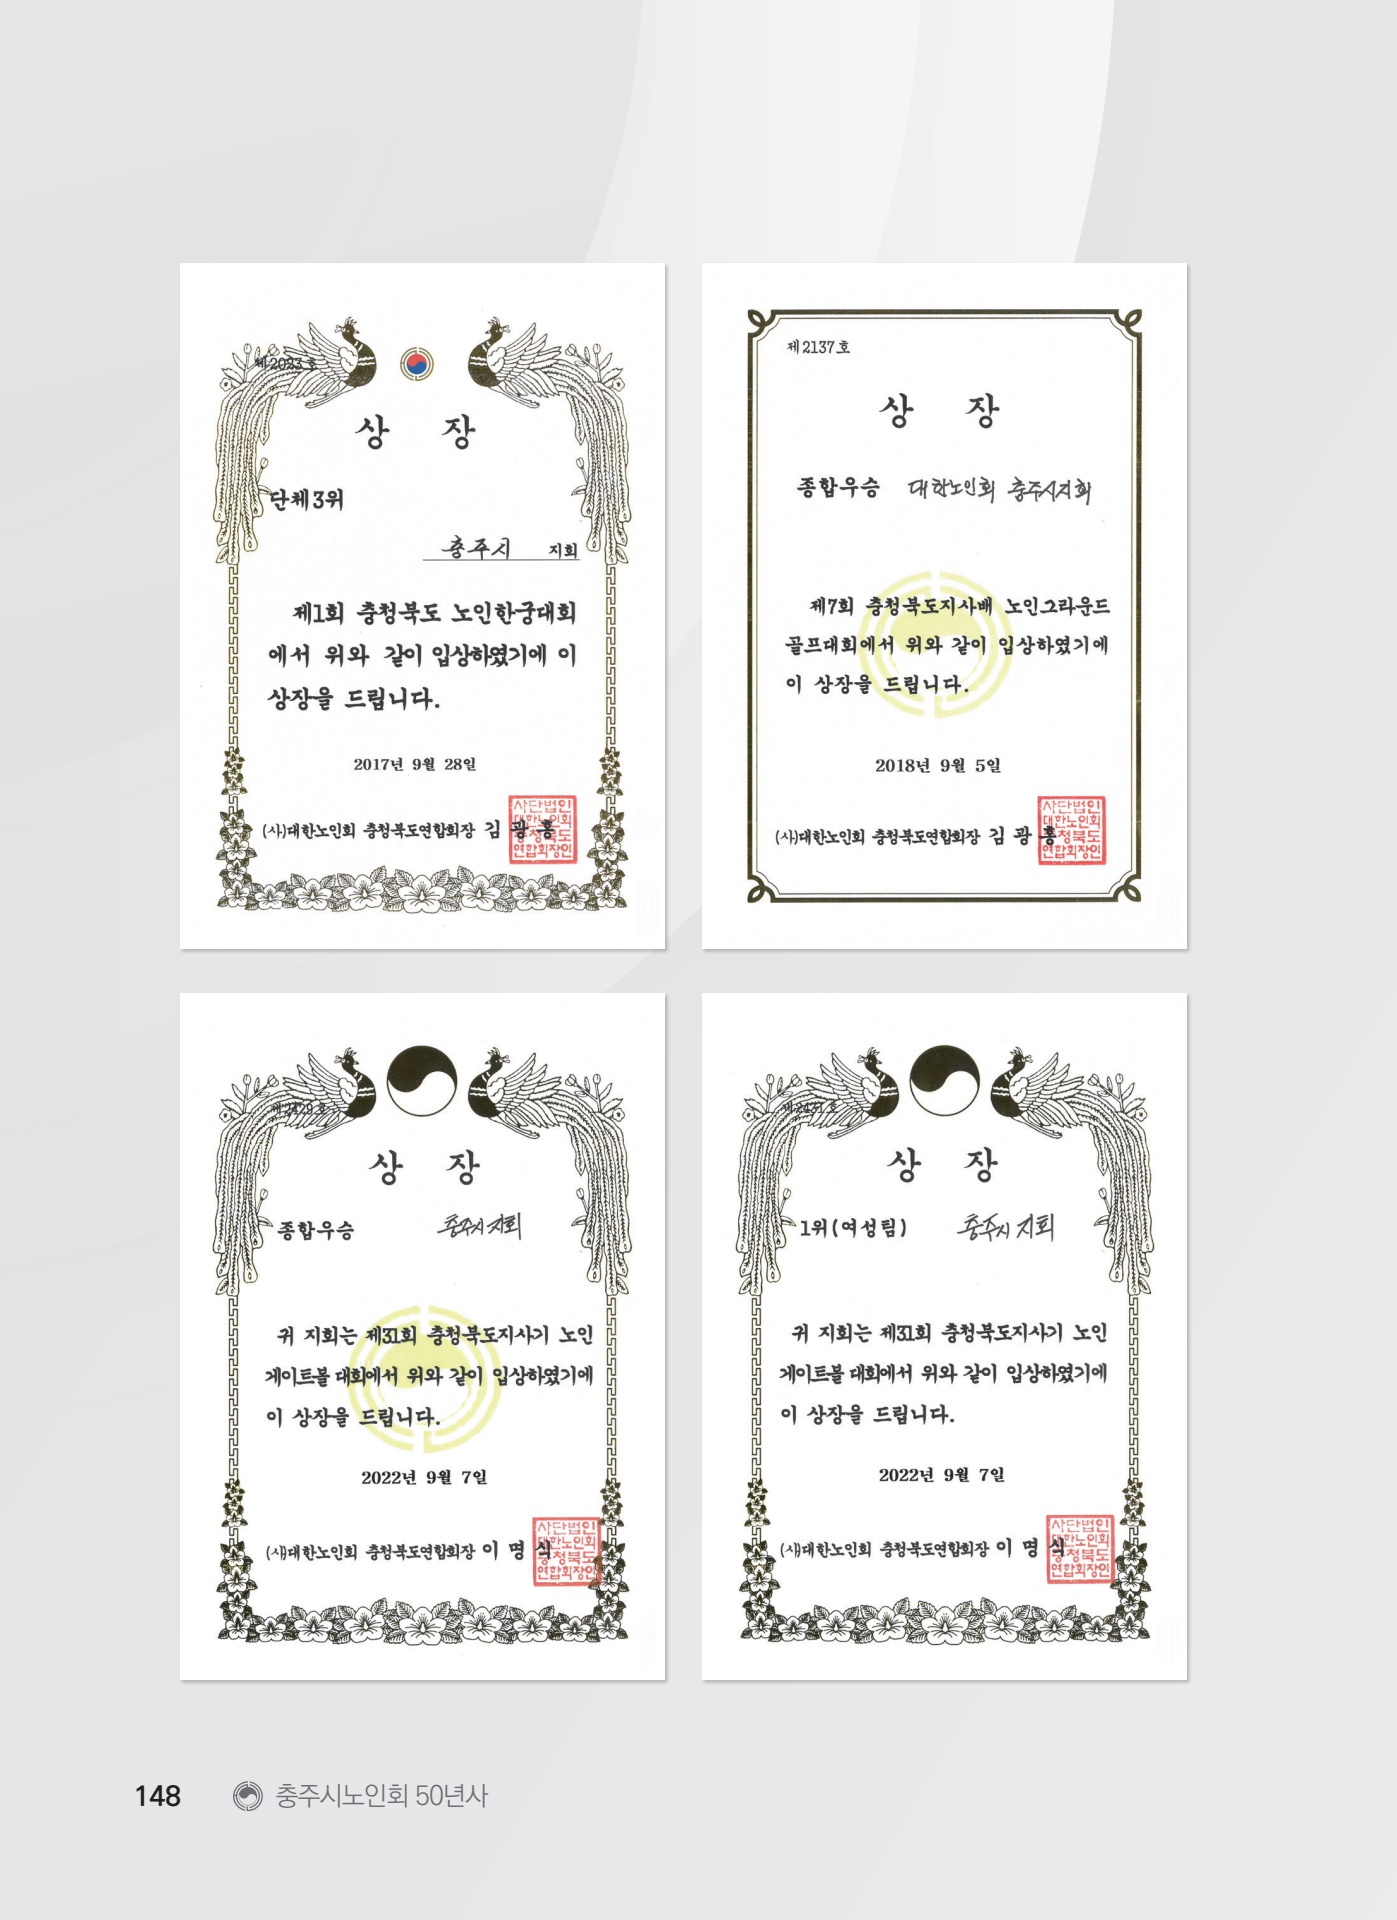 제2023호
상 장
단체3위
충주시 지회
제1회 충청북도 노인한궁대회
에서 위와 같이 입상하였기에 이
상장을 드립니다.
2017년 9월 28일
(사)대한노인회 충청북도연합회장 김광홍
사단법인
대한노인회
충청북도
연합회장인
제2137호
상 장
종합우승 대한노인회 충주시지회
제7회 충청북도지사배 노인그라운드
골프대회에서 위와 같이 입상하였기에
이 상장을 드립니다.
2018년 9월 5일
(사)대한노인회 충청북도연합회장 김광홍
사단법인
대한노인회
충청북도
연합회장인
제2429호
상 장
종합우승 충주시지회
귀 지회는 제31회 충청북도지사기 노인
게이트볼 대회에서 위와 같이 입상하였기에
이 상장을 드립니다.
2022년 9월 7일
(사)대한노인회 충청북도연합회장 이명식
사단법인
대한노인회
충청북도
연합회장인
제2431호
상 장
1위(여성팀) 충주시 지회
귀 지회는 제31회 충청북도지사기 노인
게이트볼 대회에서 위와 같이 입상하였기에
이 상장을 드립니다.
2022년 9월 7일
(사)대한노인회 충청북도연합회장 이명식
사단법인
대한노인회
충청북도
연합회장인
148 충주시노인회 50년사